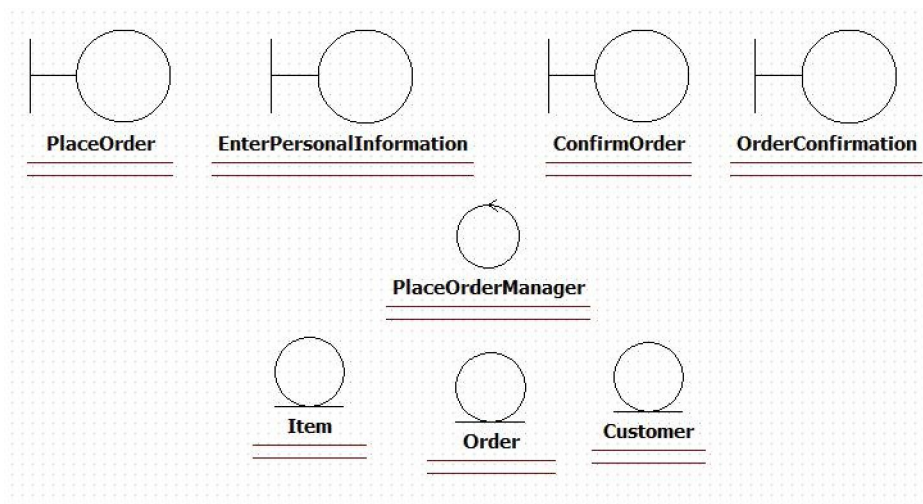 PlaceOrder
EnterPersonalInformation
ConfirmOrder
OrderConfirmation
PlaceOrderManager
Item
Order
Customer